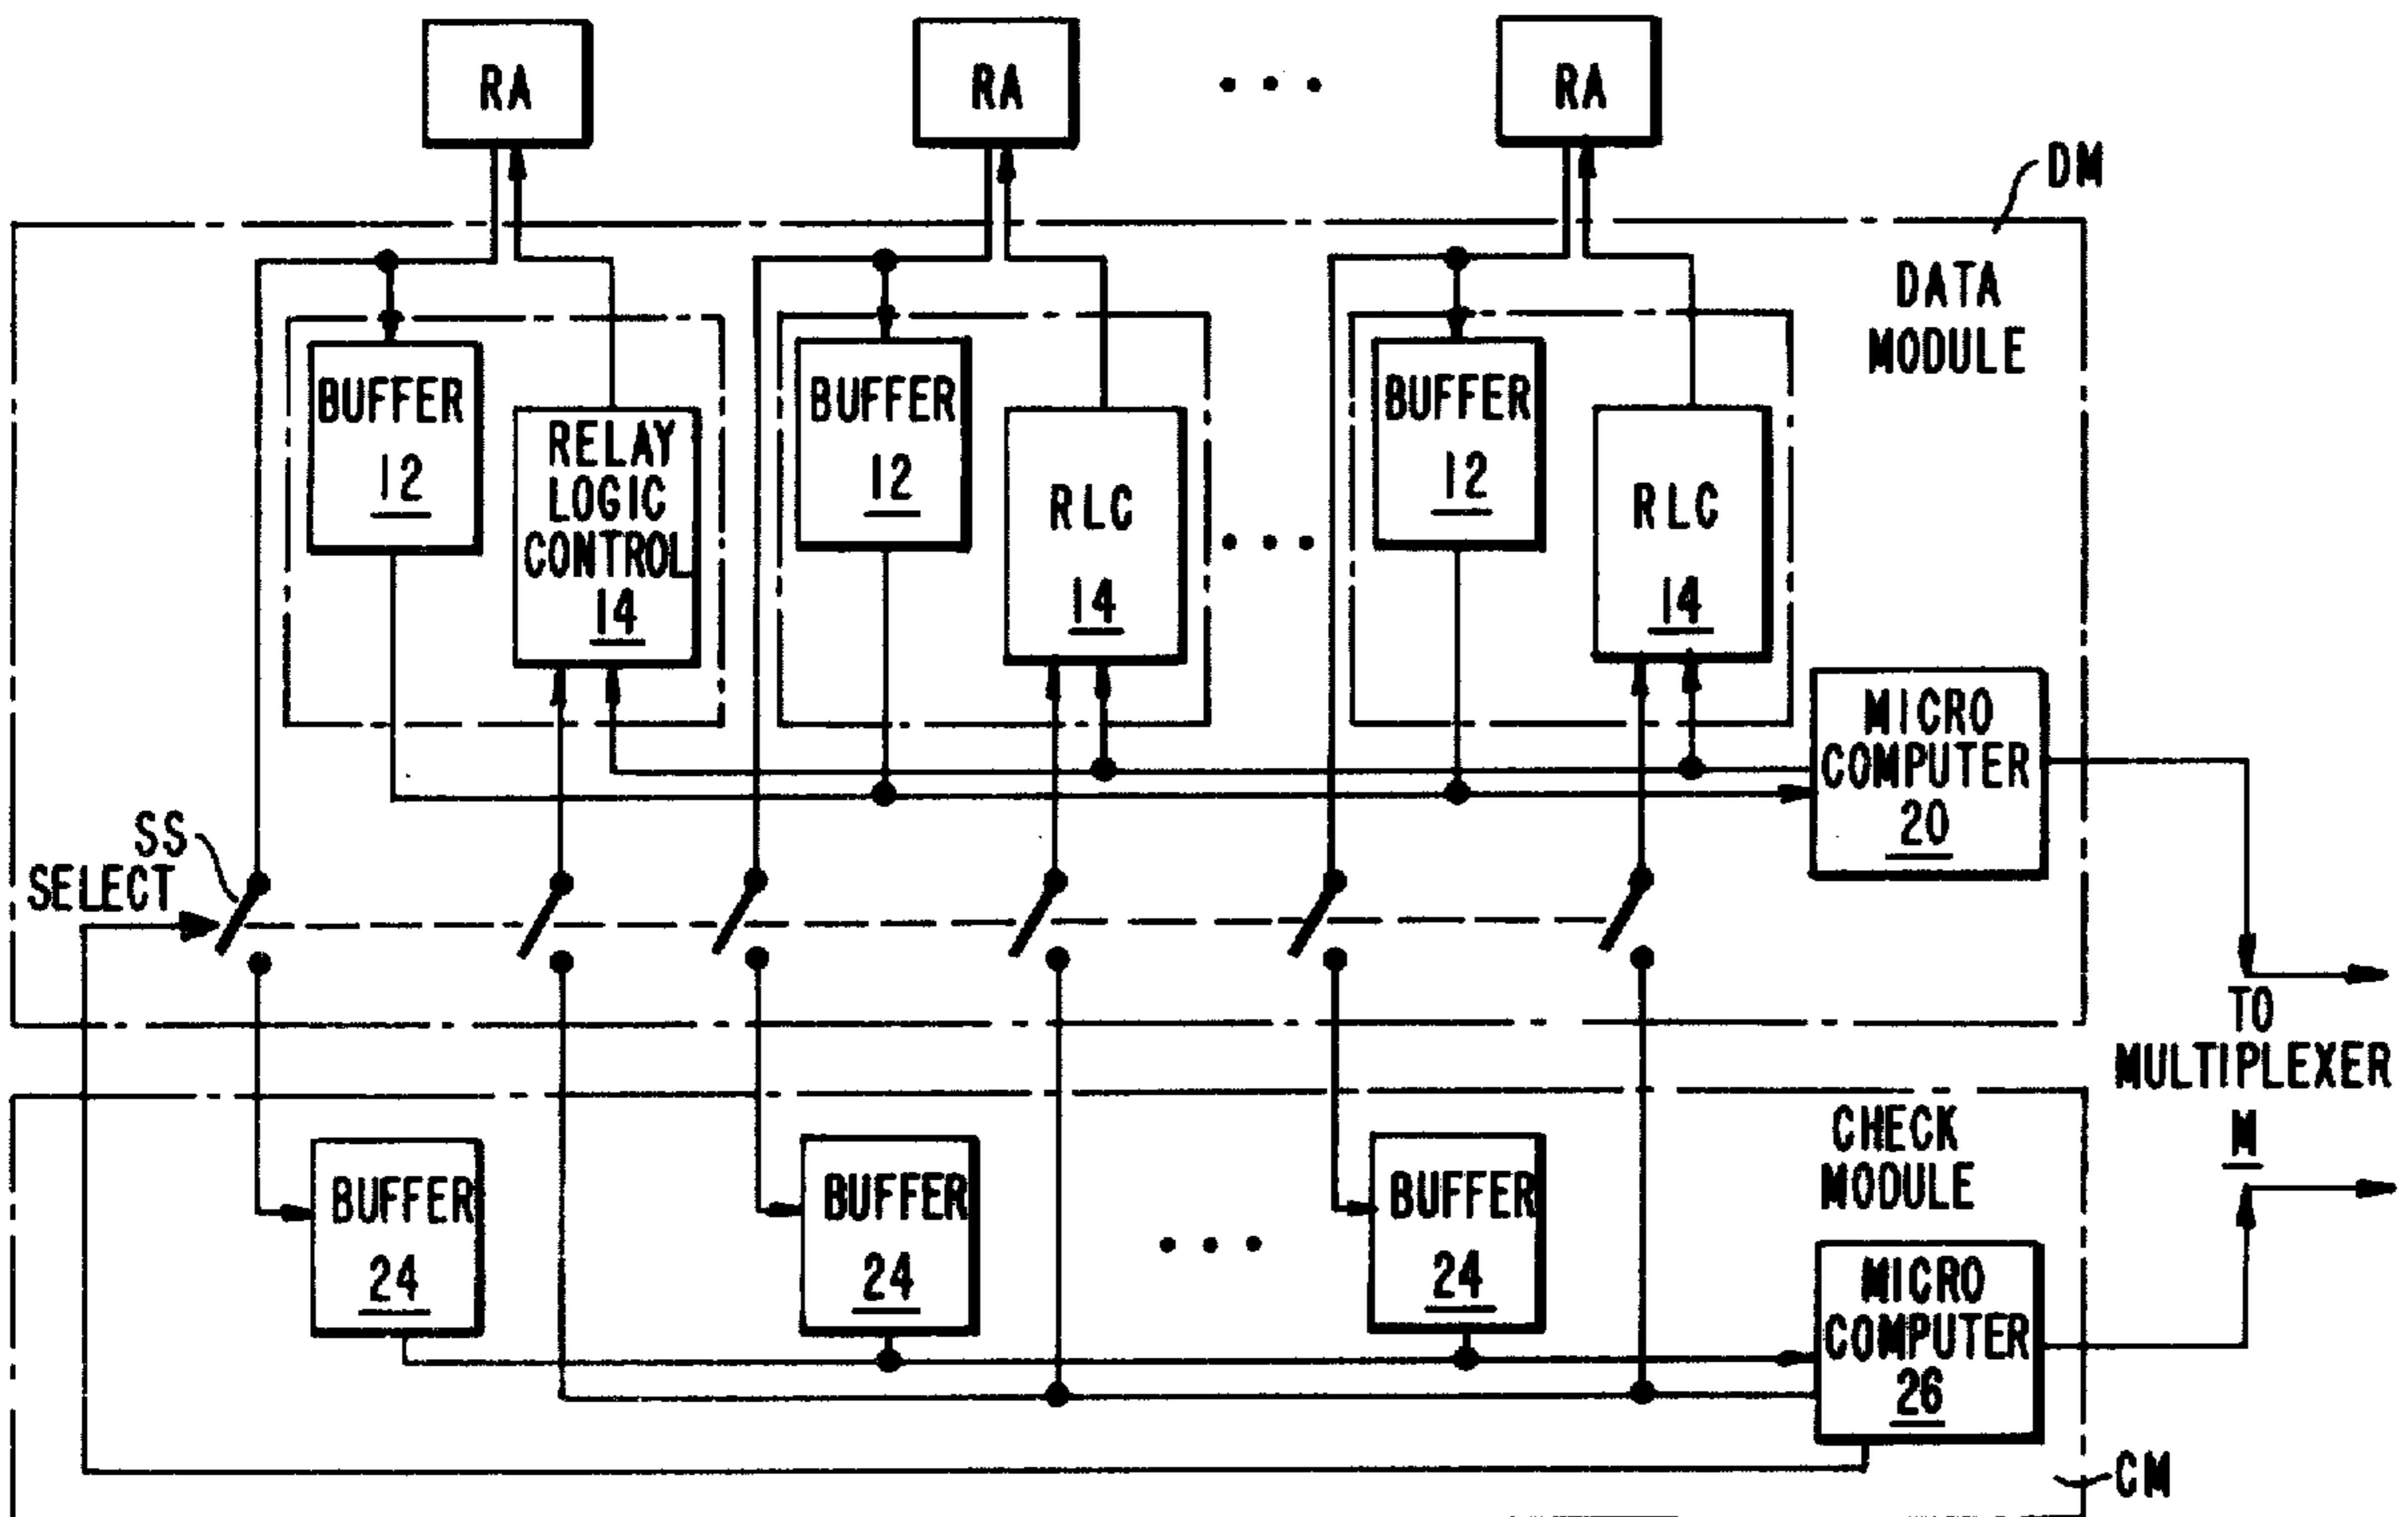 RA
RA
RA
DM
DATA
MODULE
BUFFER
12
RELAY
LOGIC
CONTROL
14
BUFFER
12
RLC
14
BUFFER
12
RLC
14
MICRO
COMPUTER
20
SS
SELECT
TO
MULTIPLEXER
M
CHECK
MODULE
BUFFER
24
BUFFER
24
BUFFER
24
MICRO
COMPUTER
26
CM